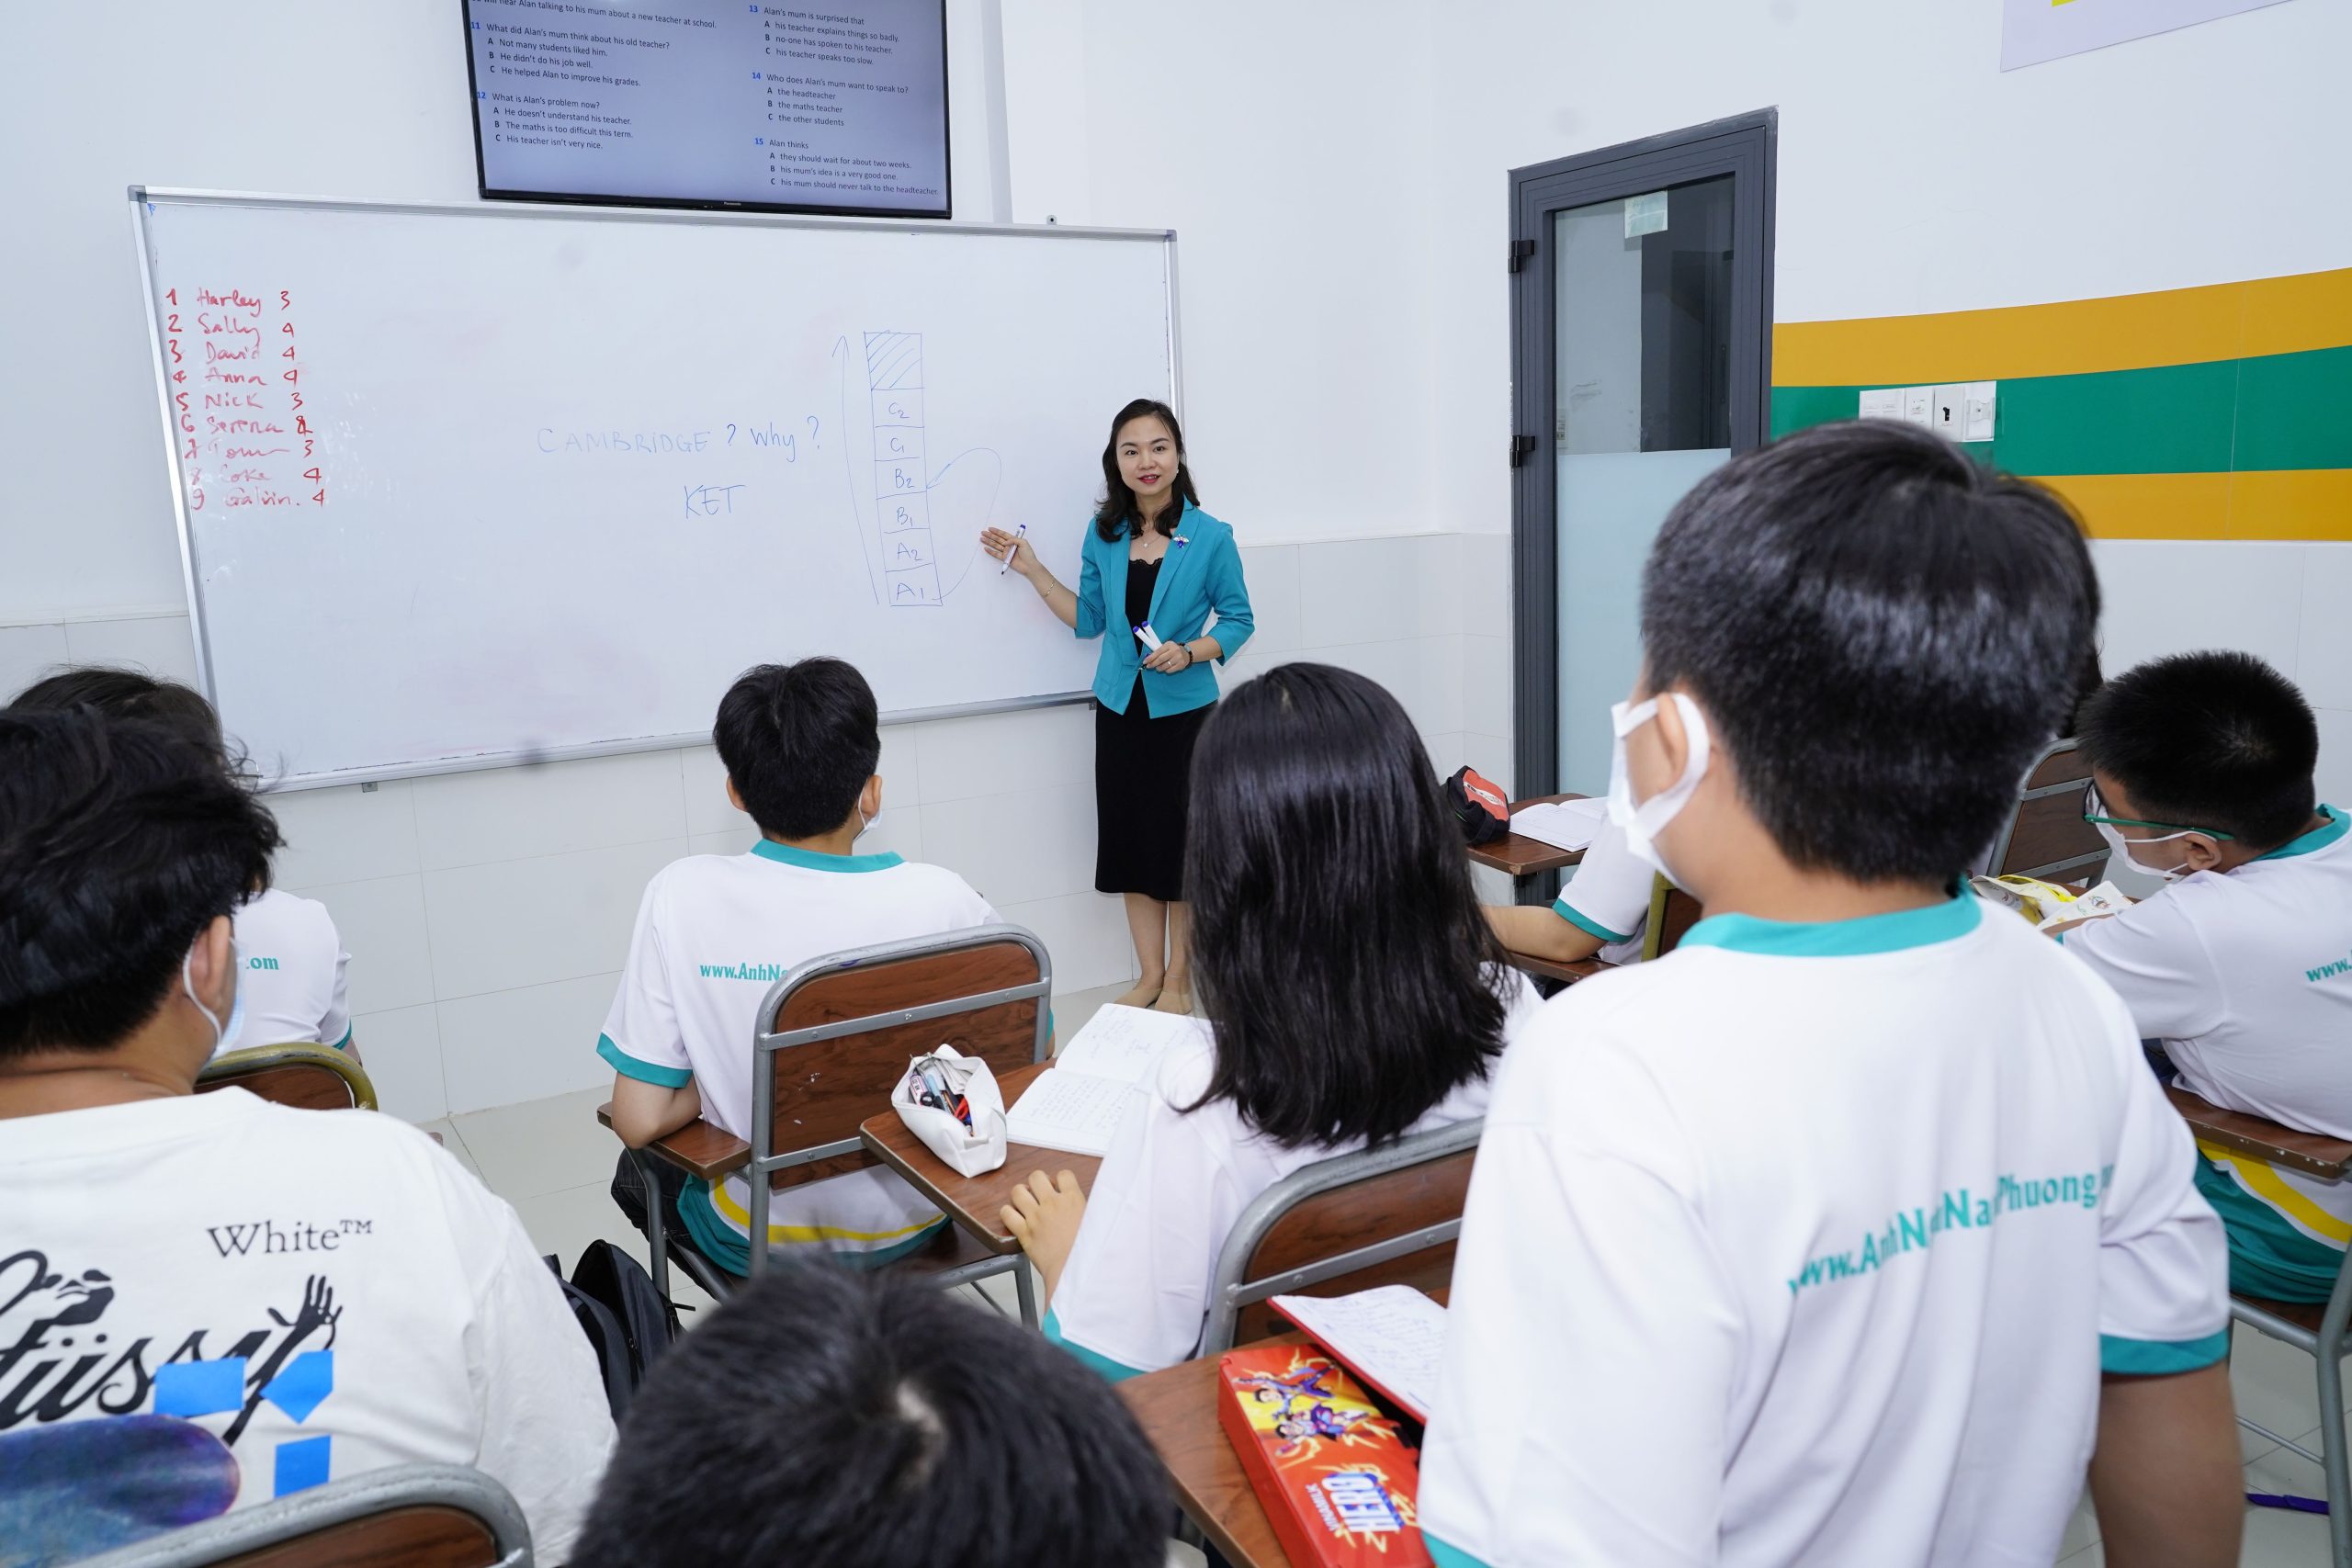 will hear Alan talking to his mum about a new teacher at school.
11 What did Alan's mum think about his old teacher?
A Not many students liked him.
B He didn't do his job well.
C He helped Alan to improve his grades.
12 What is Alan's problem now?
A He doesn't understand his teacher.
B The maths is too difficult this term.
C His teacher isn't very nice.
13 Alan's mum is surprised that
A his teacher explains things so badly.
B no-one has spoken to his teacher.
C his teacher speaks too slow.
14 Who does Alan's mum want to speak to?
A the headteacher
B the maths teacher
C the other students
15 Alan thinks
A they should wait for about two weeks.
B his mum's idea is a very good one.
C his mum should never talk to the headteacher.
Panasonic
1 Harley 3
2 Sally 4
3 David 4
4 Anna 4
5 Nick 3
6 Serena
7 Tom 3
8 Coke 4
9 Galvin. 4
CAMBRIDGE ? Why ?
KET
C2
C1
B2
B1
A2
A1
.com
www.AnhN
www.
www.AnhN Na Phuong
White™
HERO